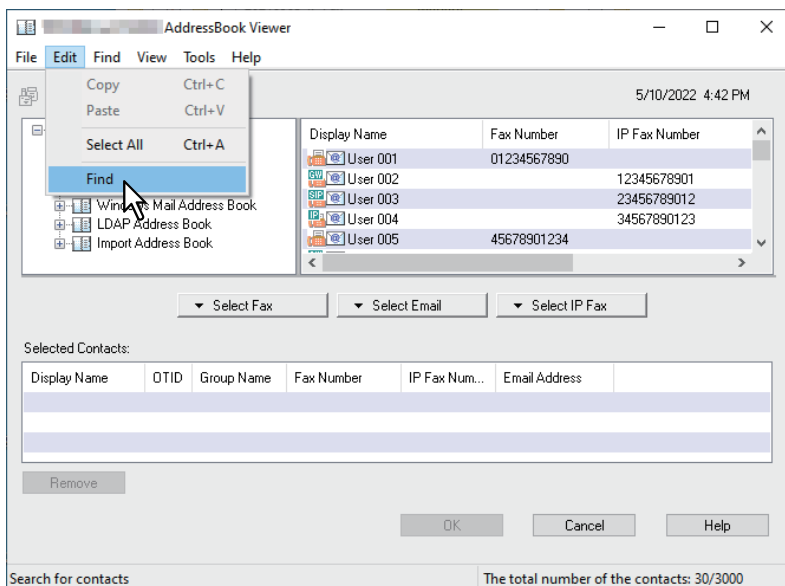 AddressBook Viewer
File Edit Find View Tools Help
Copy Ctrl+C
Paste Ctrl+V
Select All Ctrl+A
Find
5/10/2022 4:42 PM
Windows Mail Address Book
LDAP Address Book
Import Address Book
Display Name Fax Number IP Fax Number
User 001 01234567890
GW User 002 12345678901
SIP User 003 23456789012
IP User 004 34567890123
User 005 45678901234
Select Fax Select Email Select IP Fax
Selected Contacts:
Display Name OTID Group Name Fax Number IP Fax Num... Email Address
Remove
OK Cancel Help
Search for contacts The total number of the contacts: 30/3000